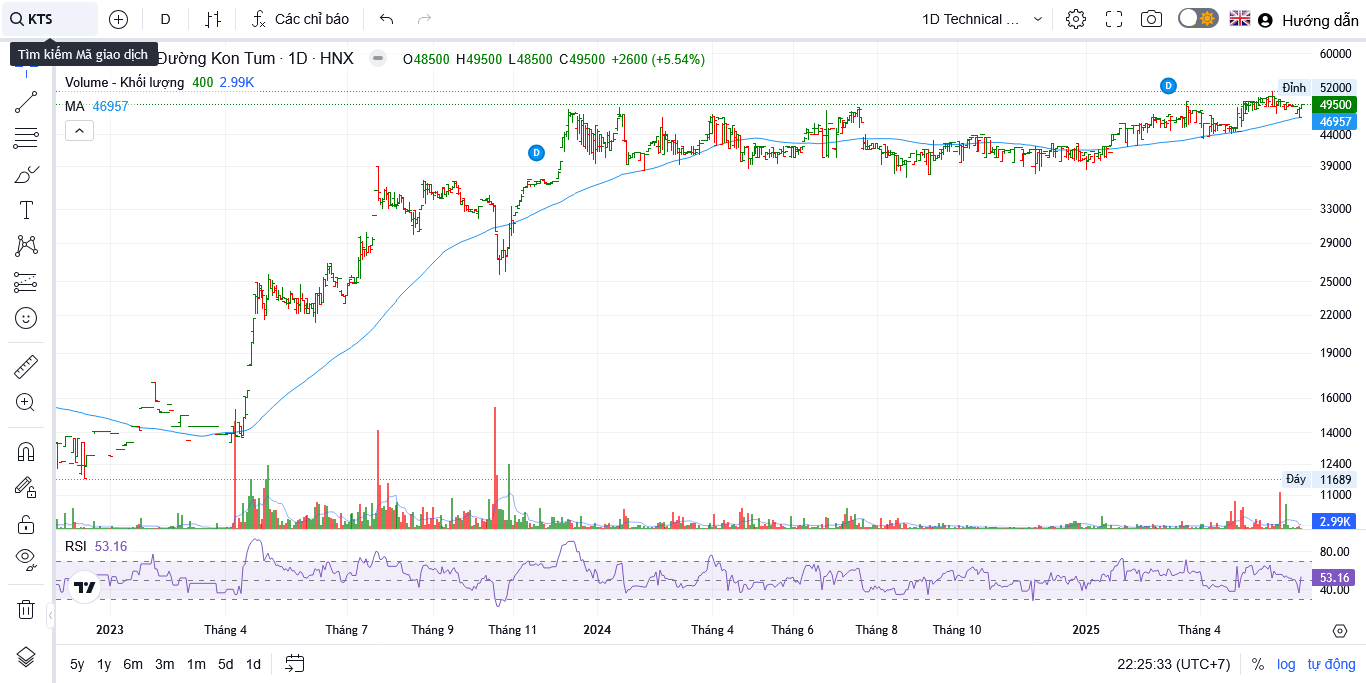 KTS D Các chỉ báo 1D Technical ... Hướng dẫn
Tìm kiếm Mã giao dịch Đường Kon Tum · 1D · HNX O48500 H49500 L48500 C49500 +2600 (+5.54%)
Volume - Khối lượng 400 2.99K
MA 46957
D
D
Đỉnh 52000
60000
49500
46957
44000
39000
33000
29000
25000
22000
19000
16000
14000
12400
Đáy 11689
11000
2.99K
RSI 53.16
80.00
53.16
40.00
2023 Tháng 4 Tháng 7 Tháng 9 Tháng 11 2024 Tháng 4 Tháng 6 Tháng 8 Tháng 10 2025 Tháng 4
5y 1y 6m 3m 1m 5d 1d 22:25:33 (UTC+7) % log tự động